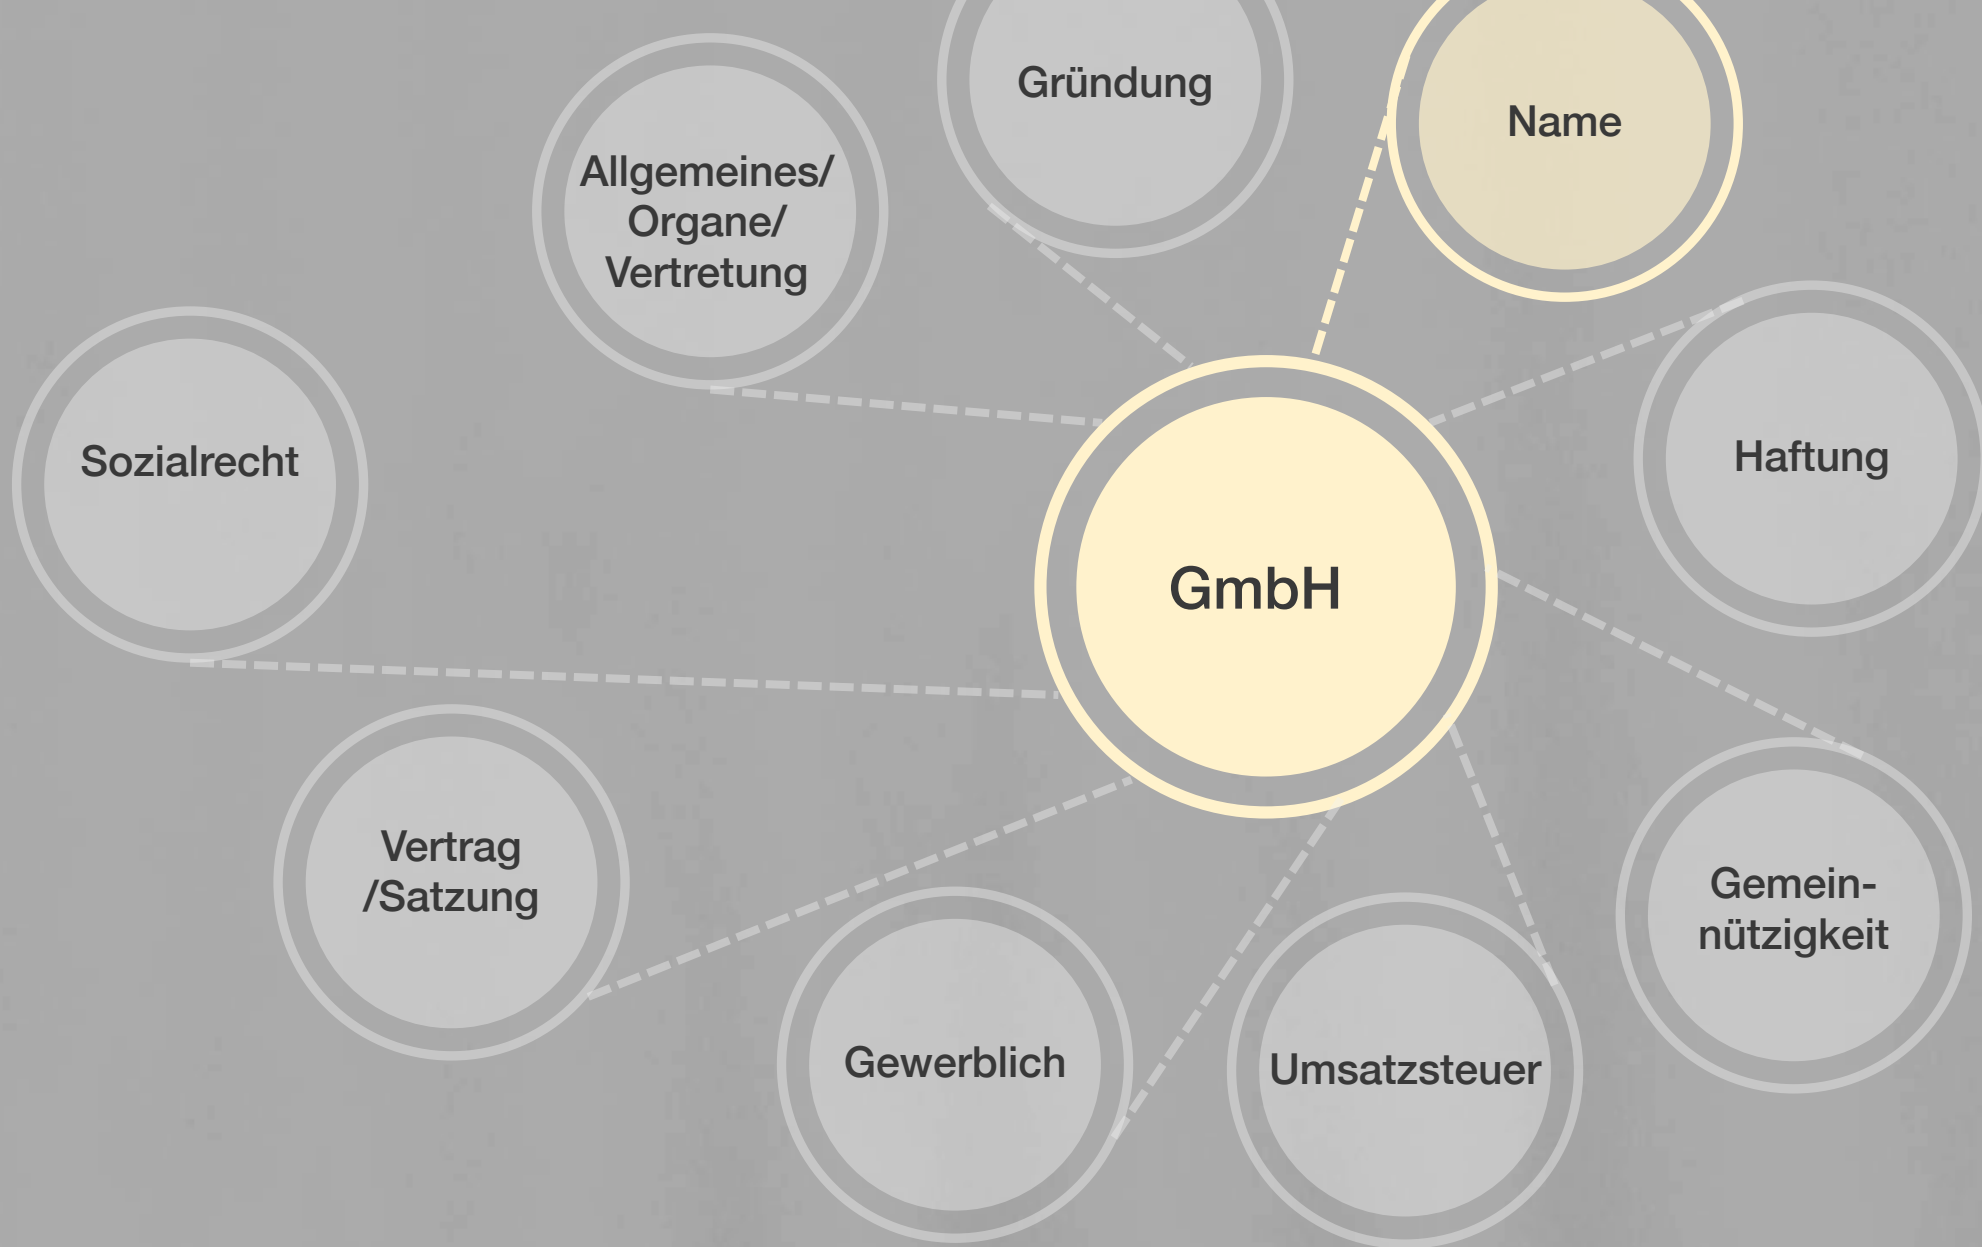 Gründung
Name
Allgemeines/
Organe/
Vertretung
Sozialrecht
Haftung
GmbH
Vertrag
/Satzung
Gemein-
nützigkeit
Gewerblich
Umsatzsteuer